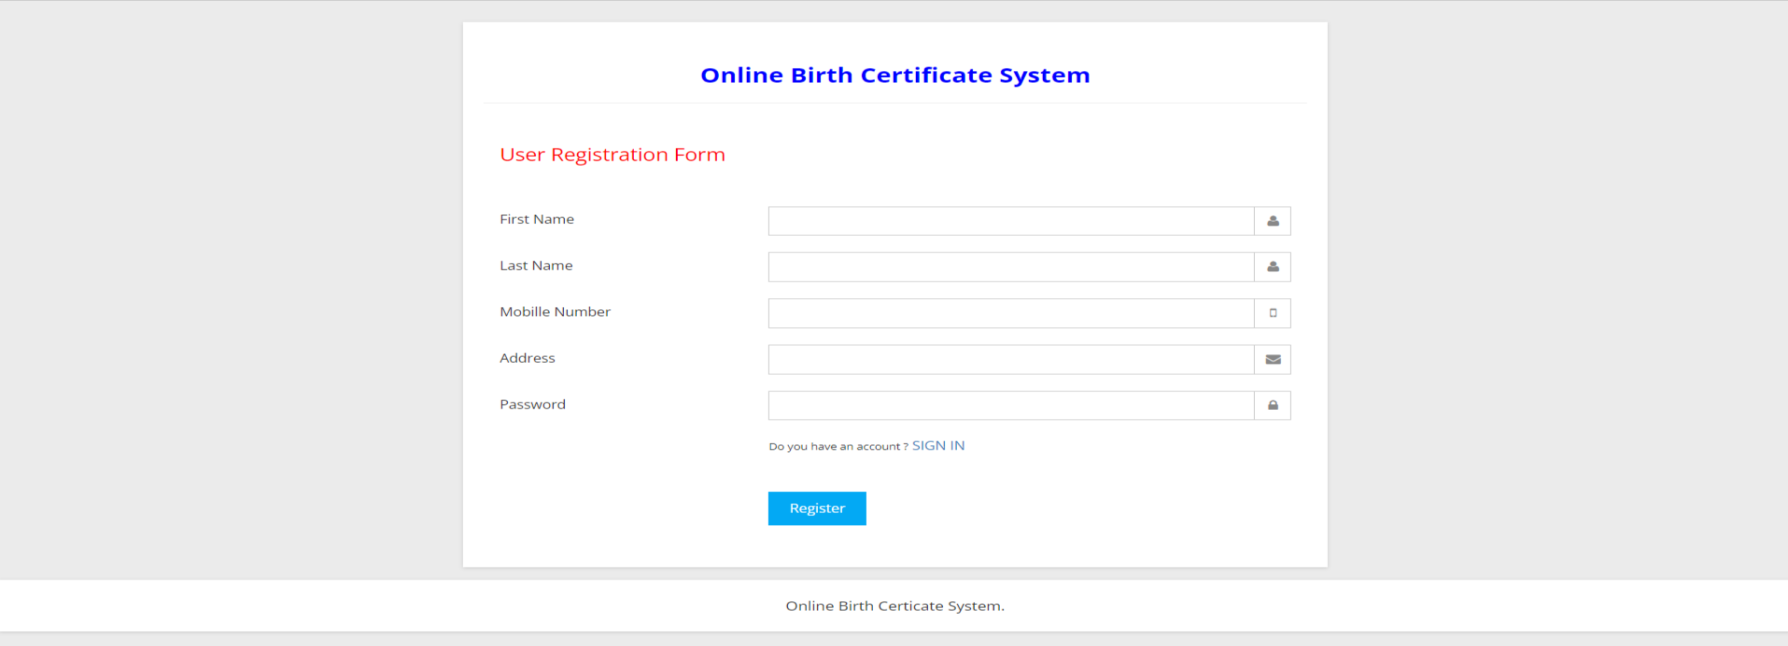 Online Birth Certificate System
User Registration Form
First Name
Last Name
Mobille Number
Address
Password
Do you have an account ? SIGN IN
Register
Online Birth Certicate System.